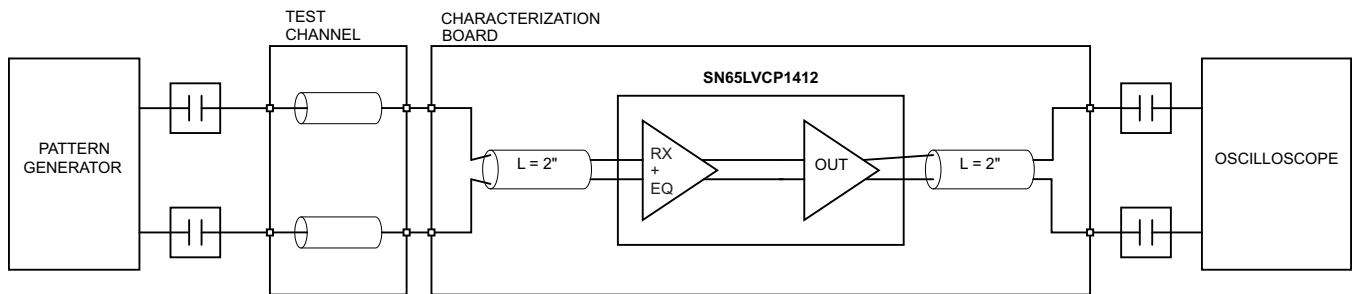 TEST
CHANNEL
CHARACTERIZATION
BOARD
SN65LVCP1412
PATTERN
GENERATOR
L = 2"
RX
+
EQ
OUT
L = 2"
OSCILLOSCOPE